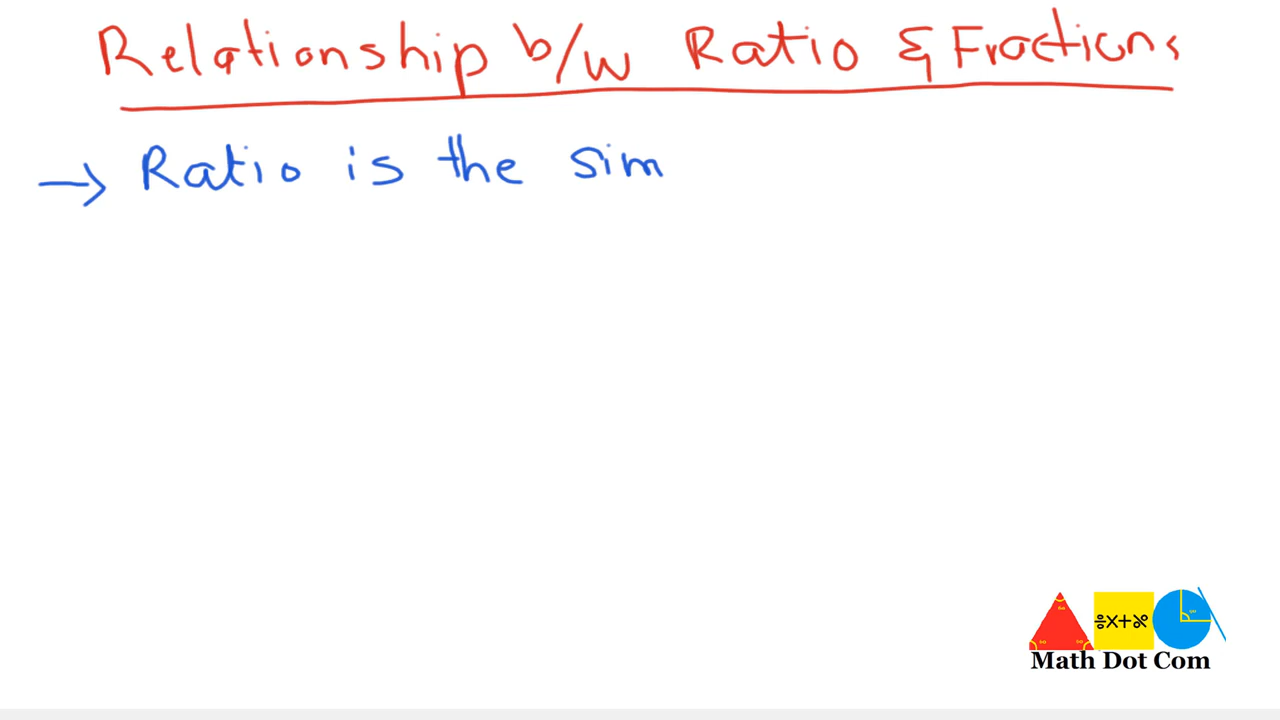 Relationship b/w Ratio & Fractions
→ Ratio is the sim
÷x+%
Math Dot Com